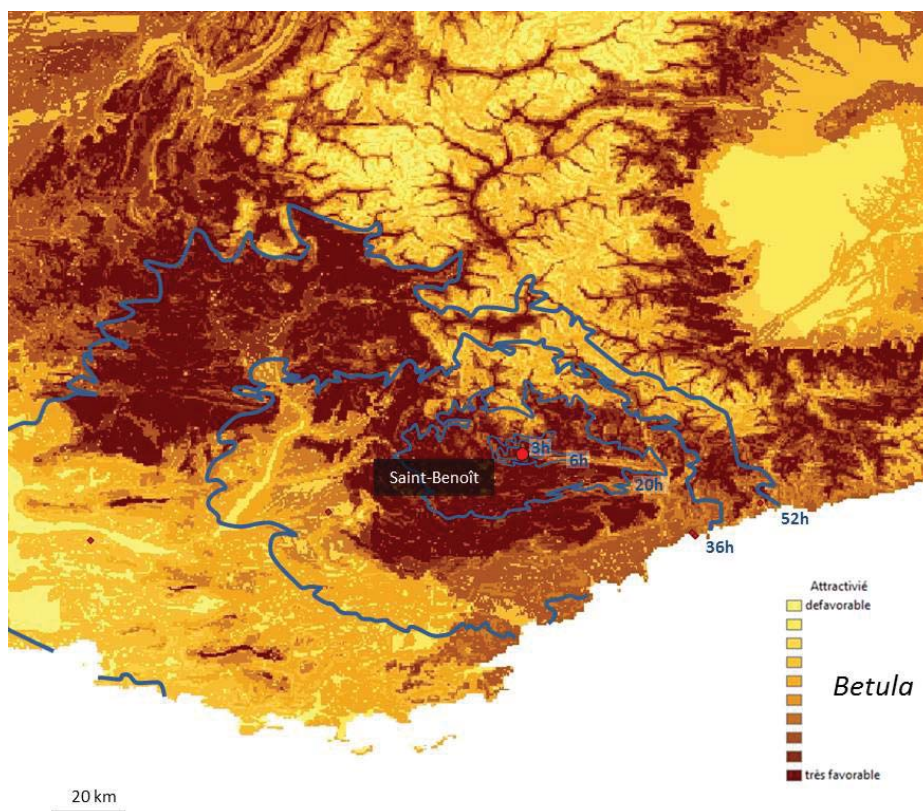 3h
6h
Saint-Benoît
20h
52h
36h
Attractivié
defavorable
Betula
très favorable
20 km